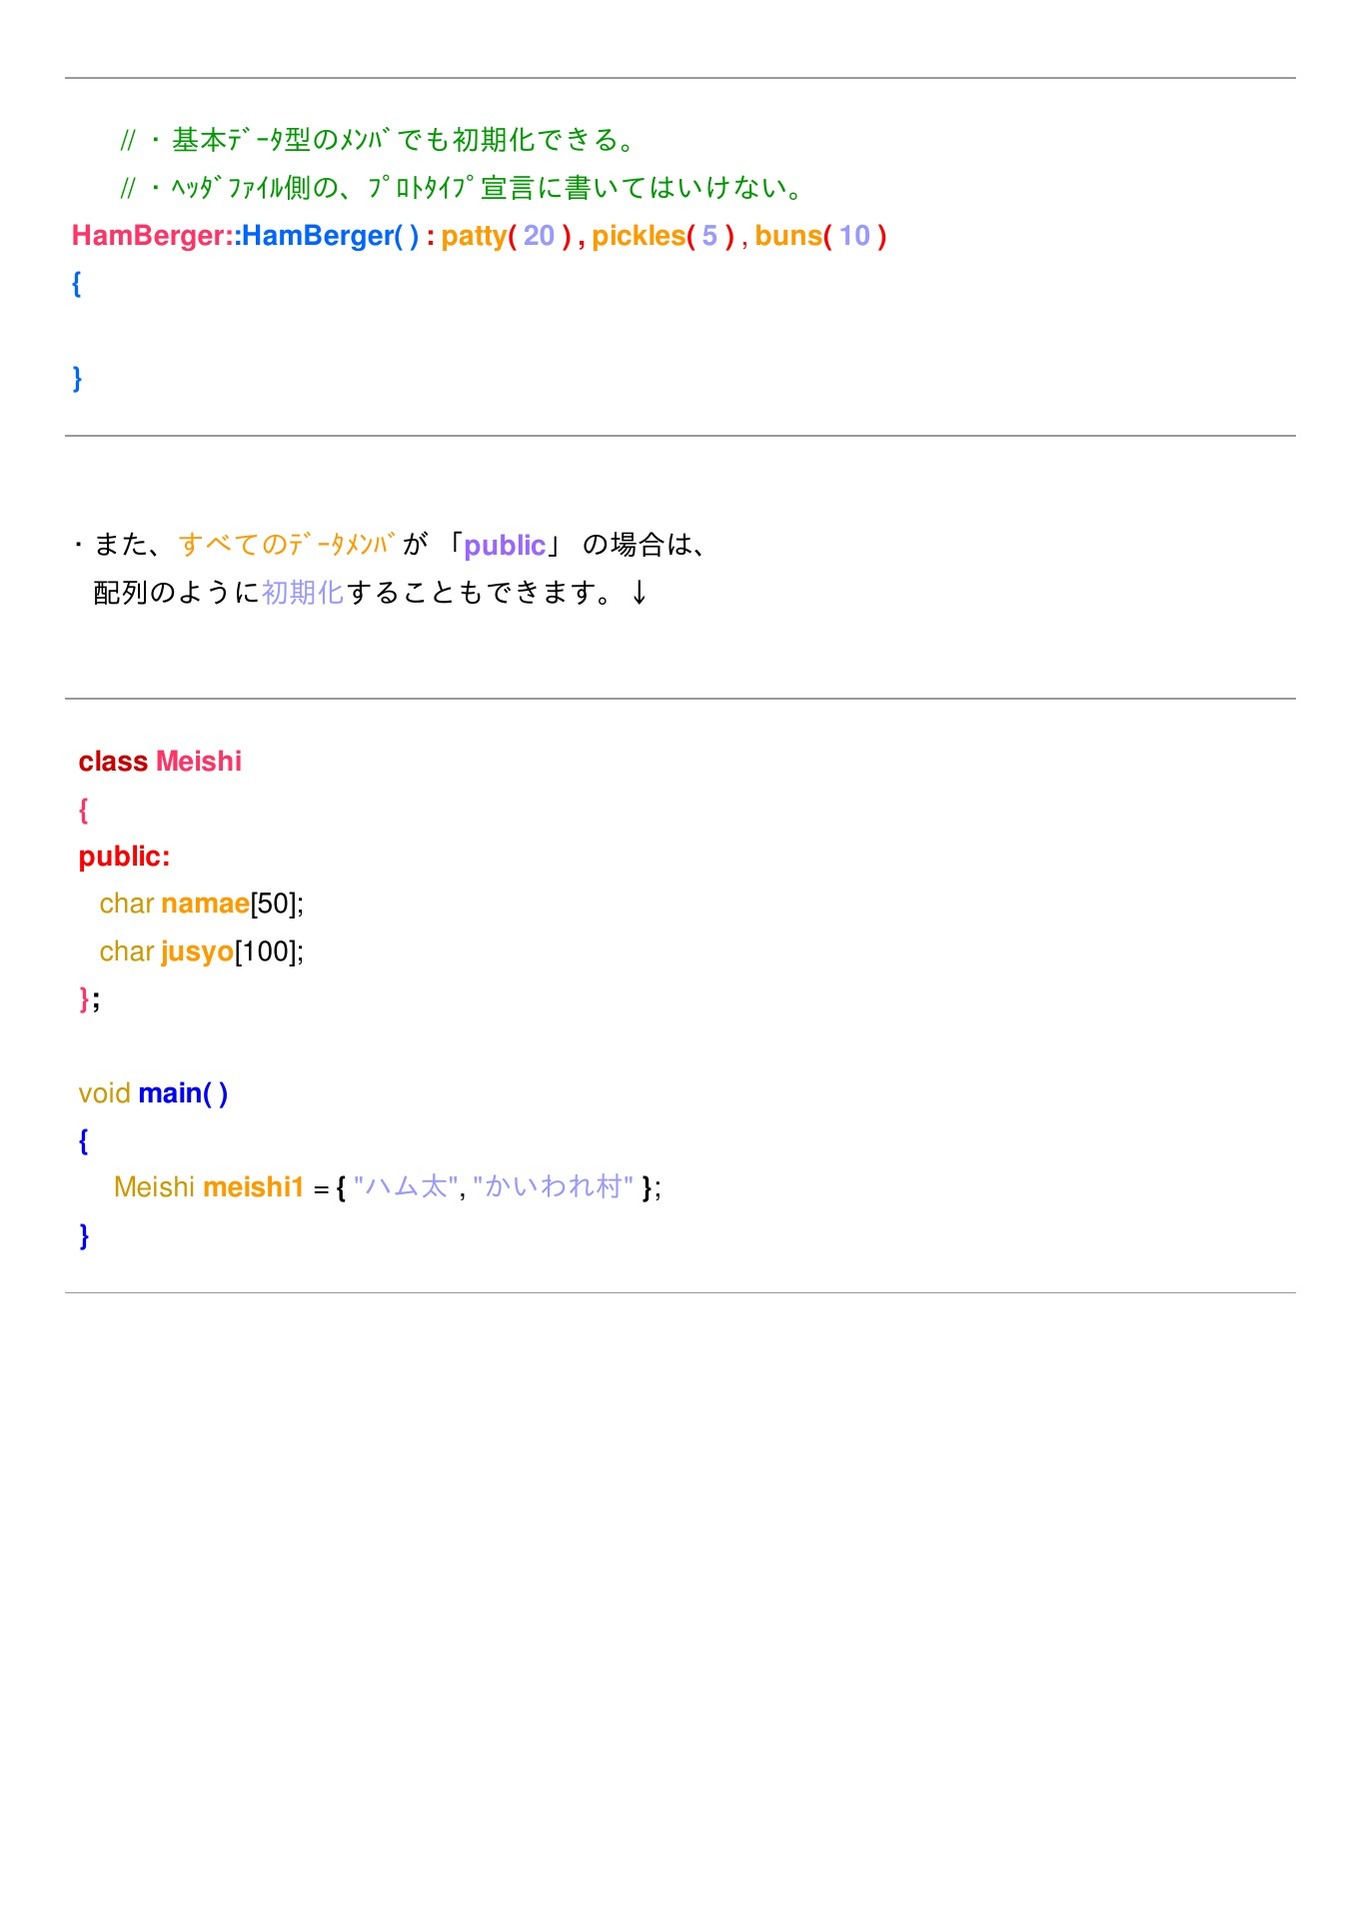 // ・ 基本ﾃﾞｰﾀ型のﾒﾝﾊﾞでも初期化できる。
// ・ ﾍｯﾀﾞﾌｧｲﾙ側の、ﾌﾟﾛﾄﾀｲﾌﾟ宣言に書いてはいけない。
HamBerger::HamBerger( ) : patty( 20 ) , pickles( 5 ) , buns( 10 )
{
}
・ また、すべてのﾃﾞｰﾀﾒﾝﾊﾞが 「public」 の場合は、
配列のように初期化することもできます。↓
class Meishi
{
public:
char namae[50];
char jusyo[100];
};
void main( )
{
Meishi meishi1 = { "ハム太", "かいわれ村" };
}